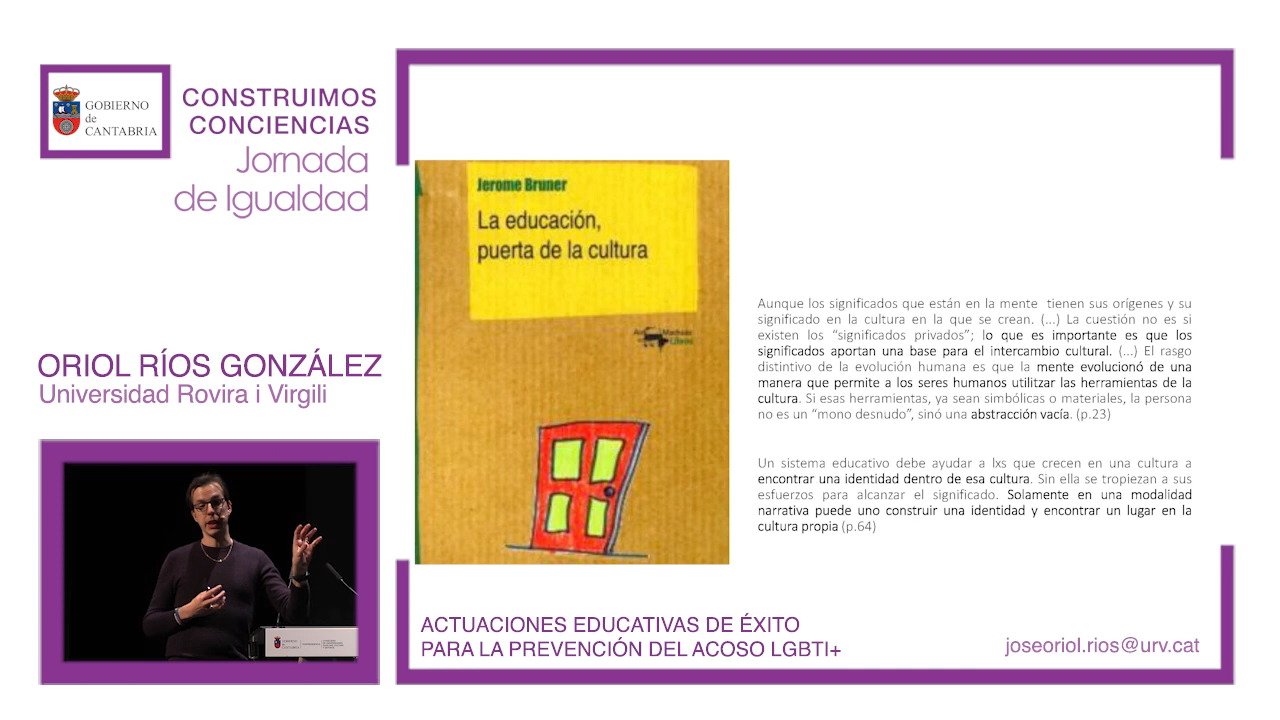 GOBIERNO
de
CANTABRIA
CONSTRUIMOS
CONCIENCIAS
Jornada
de Igualdad
ORIOL RÍOS GONZÁLEZ
Universidad Rovira i Virgili
Jerome Bruner
La educación,
puerta de la cultura
Machado
Libros
Aunque los significados que están en la mente tienen sus orígenes y su
significado en la cultura en la que se crean. (...) La cuestión no es si
existen los “significados privados”; lo que es importante es que los
significados aportan una base para el intercambio cultural. (...) El rasgo
distintivo de la evolución humana es que la mente evolucionó de una
manera que permite a los seres humanos utilitzar las herramientas de la
cultura. Si esas herramientas, ya sean simbólicas o materiales, la persona
no es un “mono desnudo”, sinó una abstracción vacía. (p.23)
Un sistema educativo debe ayudar a lxs que crecen en una cultura a
encontrar una identidad dentro de esa cultura. Sin ella se tropiezan a sus
esfuerzos para alcanzar el significado. Solamente en una modalidad
narrativa puede uno construir una identidad y encontrar un lugar en la
cultura propia (p.64)
ACTUACIONES EDUCATIVAS DE ÉXITO
PARA LA PREVENCIÓN DEL ACOSO LGBTI+
joseoriol.rios@urv.cat